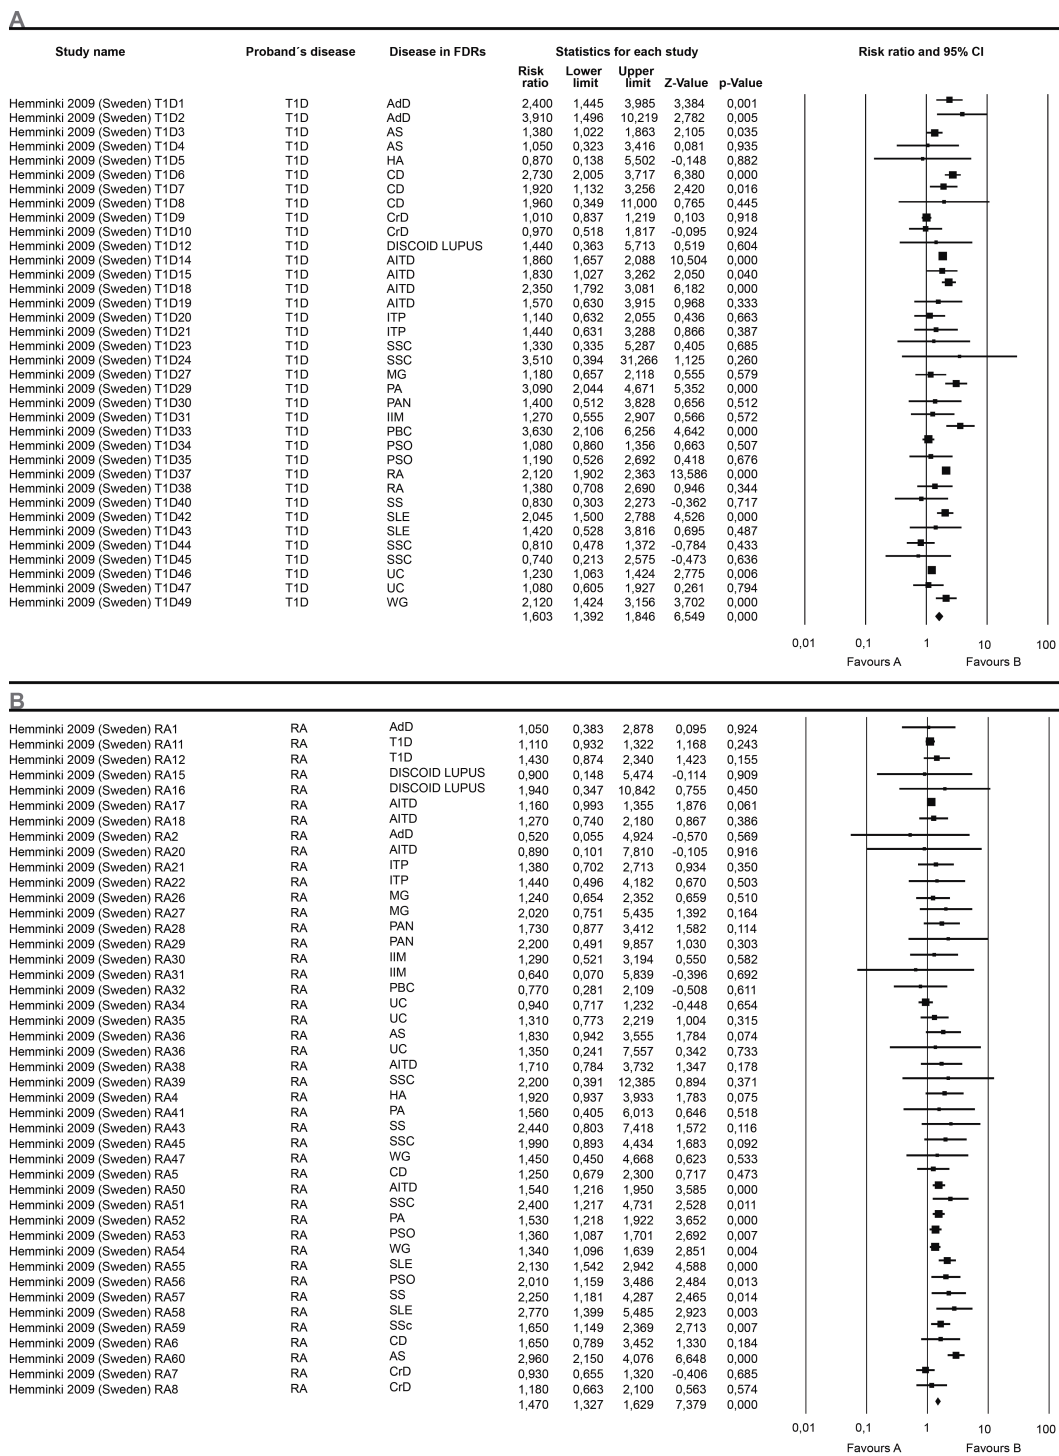 A
Study name Proband´s disease Disease in FDRs Statistics for each study Risk ratio and 95% CI
Risk ratio Lower limit Upper limit Z-Value p-Value
Hemminki 2009 (Sweden) T1D1 T1D AdD 2,400 1,445 3,985 3,384 0,001
Hemminki 2009 (Sweden) T1D2 T1D AdD 3,910 1,496 10,219 2,782 0,005
Hemminki 2009 (Sweden) T1D3 T1D AS 1,380 1,022 1,863 2,105 0,035
Hemminki 2009 (Sweden) T1D4 T1D AS 1,050 0,323 3,416 0,081 0,935
Hemminki 2009 (Sweden) T1D5 T1D HA 0,870 0,138 5,502 -0,148 0,882
Hemminki 2009 (Sweden) T1D6 T1D CD 2,730 2,005 3,717 6,380 0,000
Hemminki 2009 (Sweden) T1D7 T1D CD 1,920 1,132 3,256 2,420 0,016
Hemminki 2009 (Sweden) T1D8 T1D CD 1,960 0,349 11,000 0,765 0,445
Hemminki 2009 (Sweden) T1D9 T1D CrD 1,010 0,837 1,219 0,103 0,918
Hemminki 2009 (Sweden) T1D10 T1D CrD 0,970 0,518 1,817 -0,095 0,924
Hemminki 2009 (Sweden) T1D12 T1D DISCOID LUPUS 1,440 0,363 5,713 0,519 0,604
Hemminki 2009 (Sweden) T1D14 T1D AITD 1,860 1,657 2,088 10,504 0,000
Hemminki 2009 (Sweden) T1D15 T1D AITD 1,830 1,027 3,262 2,050 0,040
Hemminki 2009 (Sweden) T1D18 T1D AITD 2,350 1,792 3,081 6,182 0,000
Hemminki 2009 (Sweden) T1D19 T1D AITD 1,570 0,630 3,915 0,968 0,333
Hemminki 2009 (Sweden) T1D20 T1D ITP 1,140 0,632 2,055 0,436 0,663
Hemminki 2009 (Sweden) T1D21 T1D ITP 1,440 0,631 3,288 0,866 0,387
Hemminki 2009 (Sweden) T1D23 T1D SSC 1,330 0,335 5,287 0,405 0,685
Hemminki 2009 (Sweden) T1D24 T1D SSC 3,510 0,394 31,266 1,125 0,260
Hemminki 2009 (Sweden) T1D27 T1D MG 1,180 0,657 2,118 0,555 0,579
Hemminki 2009 (Sweden) T1D29 T1D PA 3,090 2,044 4,671 5,352 0,000
Hemminki 2009 (Sweden) T1D30 T1D PAN 1,400 0,512 3,828 0,656 0,512
Hemminki 2009 (Sweden) T1D31 T1D IIM 1,270 0,555 2,907 0,566 0,572
Hemminki 2009 (Sweden) T1D33 T1D PBC 3,630 2,106 6,256 4,642 0,000
Hemminki 2009 (Sweden) T1D34 T1D PSO 1,080 0,860 1,356 0,663 0,507
Hemminki 2009 (Sweden) T1D35 T1D PSO 1,190 0,526 2,692 0,418 0,676
Hemminki 2009 (Sweden) T1D37 T1D RA 2,120 1,902 2,363 13,586 0,000
Hemminki 2009 (Sweden) T1D38 T1D RA 1,380 0,708 2,690 0,946 0,344
Hemminki 2009 (Sweden) T1D40 T1D SS 0,830 0,303 2,273 -0,362 0,717
Hemminki 2009 (Sweden) T1D42 T1D SLE 2,045 1,500 2,788 4,526 0,000
Hemminki 2009 (Sweden) T1D43 T1D SLE 1,420 0,528 3,816 0,695 0,487
Hemminki 2009 (Sweden) T1D44 T1D SSC 0,810 0,478 1,372 -0,784 0,433
Hemminki 2009 (Sweden) T1D45 T1D SSC 0,740 0,213 2,575 -0,473 0,636
Hemminki 2009 (Sweden) T1D46 T1D UC 1,230 1,063 1,424 2,775 0,006
Hemminki 2009 (Sweden) T1D47 T1D UC 1,080 0,605 1,927 0,261 0,794
Hemminki 2009 (Sweden) T1D49 T1D WG 2,120 1,424 3,156 3,702 0,000
1,603 1,392 1,846 6,549 0,000
0,01 0,1 1 10 100
Favours A Favours B
B
Hemminki 2009 (Sweden) RA1 RA AdD 1,050 0,383 2,878 0,095 0,924
Hemminki 2009 (Sweden) RA11 RA T1D 1,110 0,932 1,322 1,168 0,243
Hemminki 2009 (Sweden) RA12 RA T1D 1,430 0,874 2,340 1,423 0,155
Hemminki 2009 (Sweden) RA15 RA DISCOID LUPUS 0,900 0,148 5,474 -0,114 0,909
Hemminki 2009 (Sweden) RA16 RA DISCOID LUPUS 1,940 0,347 10,842 0,755 0,450
Hemminki 2009 (Sweden) RA17 RA AITD 1,160 0,993 1,355 1,876 0,061
Hemminki 2009 (Sweden) RA18 RA AITD 1,270 0,740 2,180 0,867 0,386
Hemminki 2009 (Sweden) RA2 RA AdD 0,520 0,055 4,924 -0,570 0,569
Hemminki 2009 (Sweden) RA20 RA AITD 0,890 0,101 7,810 -0,105 0,916
Hemminki 2009 (Sweden) RA21 RA ITP 1,380 0,702 2,713 0,934 0,350
Hemminki 2009 (Sweden) RA22 RA ITP 1,440 0,496 4,182 0,670 0,503
Hemminki 2009 (Sweden) RA26 RA MG 1,240 0,654 2,352 0,659 0,510
Hemminki 2009 (Sweden) RA27 RA MG 2,020 0,751 5,435 1,392 0,164
Hemminki 2009 (Sweden) RA28 RA PAN 1,730 0,877 3,412 1,582 0,114
Hemminki 2009 (Sweden) RA29 RA PAN 2,200 0,491 9,857 1,030 0,303
Hemminki 2009 (Sweden) RA30 RA IIM 1,290 0,521 3,194 0,550 0,582
Hemminki 2009 (Sweden) RA31 RA IIM 0,640 0,070 5,839 -0,396 0,692
Hemminki 2009 (Sweden) RA32 RA PBC 0,770 0,281 2,109 -0,508 0,611
Hemminki 2009 (Sweden) RA34 RA UC 0,940 0,717 1,232 -0,448 0,654
Hemminki 2009 (Sweden) RA35 RA UC 1,310 0,773 2,219 1,004 0,315
Hemminki 2009 (Sweden) RA36 RA AS 1,830 0,942 3,555 1,784 0,074
Hemminki 2009 (Sweden) RA36 RA UC 1,350 0,241 7,557 0,342 0,733
Hemminki 2009 (Sweden) RA38 RA AITD 1,710 0,784 3,732 1,347 0,178
Hemminki 2009 (Sweden) RA39 RA SSC 2,200 0,391 12,385 0,894 0,371
Hemminki 2009 (Sweden) RA4 RA HA 1,920 0,937 3,933 1,783 0,075
Hemminki 2009 (Sweden) RA41 RA PA 1,560 0,405 6,013 0,646 0,518
Hemminki 2009 (Sweden) RA43 RA SS 2,440 0,803 7,418 1,572 0,116
Hemminki 2009 (Sweden) RA45 RA SSC 1,990 0,893 4,434 1,683 0,092
Hemminki 2009 (Sweden) RA47 RA WG 1,450 0,450 4,668 0,623 0,533
Hemminki 2009 (Sweden) RA5 RA CD 1,250 0,679 2,300 0,717 0,473
Hemminki 2009 (Sweden) RA50 RA AITD 1,540 1,216 1,950 3,585 0,000
Hemminki 2009 (Sweden) RA51 RA SSC 2,400 1,217 4,731 2,528 0,011
Hemminki 2009 (Sweden) RA52 RA PA 1,530 1,218 1,922 3,652 0,000
Hemminki 2009 (Sweden) RA53 RA PSO 1,360 1,087 1,701 2,692 0,007
Hemminki 2009 (Sweden) RA54 RA WG 1,340 1,096 1,639 2,851 0,004
Hemminki 2009 (Sweden) RA55 RA SLE 2,130 1,542 2,942 4,588 0,000
Hemminki 2009 (Sweden) RA56 RA PSO 2,010 1,159 3,486 2,484 0,013
Hemminki 2009 (Sweden) RA57 RA SS 2,250 1,181 4,287 2,465 0,014
Hemminki 2009 (Sweden) RA58 RA SLE 2,770 1,399 5,485 2,923 0,003
Hemminki 2009 (Sweden) RA59 RA SSc 1,650 1,149 2,369 2,713 0,007
Hemminki 2009 (Sweden) RA6 RA CD 1,650 0,789 3,452 1,330 0,184
Hemminki 2009 (Sweden) RA60 RA AS 2,960 2,150 4,076 6,648 0,000
Hemminki 2009 (Sweden) RA7 RA CrD 0,930 0,655 1,320 -0,406 0,685
Hemminki 2009 (Sweden) RA8 RA CrD 1,180 0,663 2,100 0,563 0,574
1,470 1,327 1,629 7,379 0,000
0,01 0,1 1 10 100
Favours A Favours B